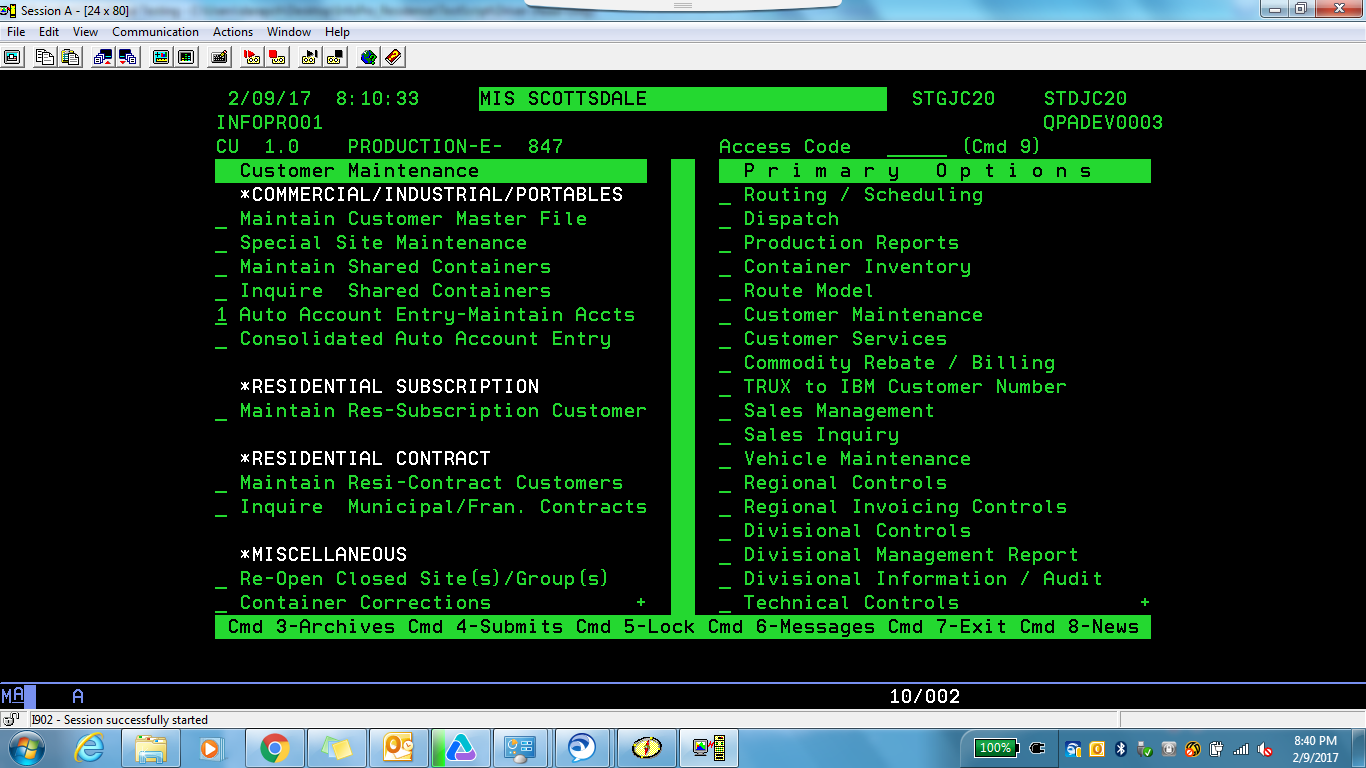 Session A - [24 x 80]
File Edit View Communication Actions Window Help
2/09/17 8:10:33 MIS SCOTTSDALE STGJC20 STDJC20
INFOPRO01 QPADEV0003
CU 1.0 PRODUCTION-E- 847 Access Code ______ (Cmd 9)
Customer Maintenance P r i m a r y O p t i o n s
*COMMERCIAL/INDUSTRIAL/PORTABLES _ Routing / Scheduling
_ Maintain Customer Master File _ Dispatch
_ Special Site Maintenance _ Production Reports
_ Maintain Shared Containers _ Container Inventory
_ Inquire Shared Containers _ Route Model
1 Auto Account Entry-Maintain Accts _ Customer Maintenance
_ Consolidated Auto Account Entry _ Customer Services
_ Commodity Rebate / Billing
*RESIDENTIAL SUBSCRIPTION _ TRUX to IBM Customer Number
_ Maintain Res-Subscription Customer _ Sales Management
_ Sales Inquiry
*RESIDENTIAL CONTRACT _ Vehicle Maintenance
_ Maintain Resi-Contract Customers _ Regional Controls
_ Inquire Municipal/Fran. Contracts _ Regional Invoicing Controls
_ Divisional Controls
*MISCELLANEOUS _ Divisional Management Report
_ Re-Open Closed Site(s)/Group(s) _ Divisional Information / Audit
_ Container Corrections + _ Technical Controls +
Cmd 3-Archives Cmd 4-Submits Cmd 5-Lock Cmd 6-Messages Cmd 7-Exit Cmd 8-News
MA A 10/002
I902 - Session successfully started
100% 8:40 PM
2/9/2017